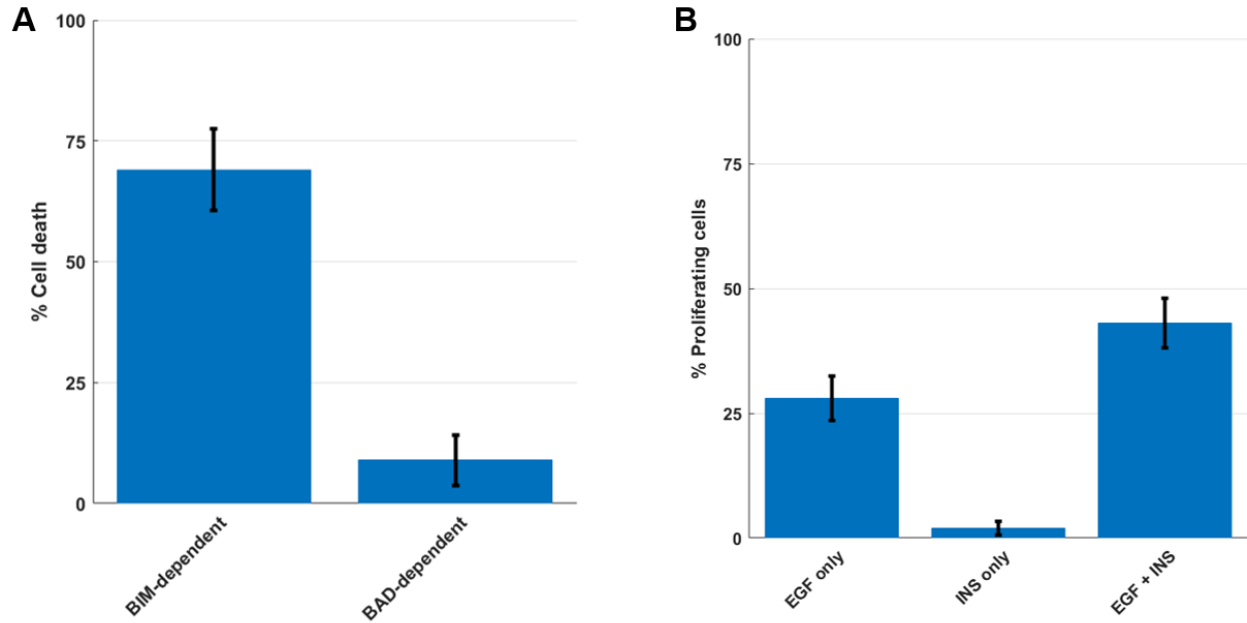 A
% Cell death
100
75
50
25
0
BIM-dependent
BAD-dependent
B
% Proliferating cells
100
75
50
25
0
EGF only
INS only
EGF + INS